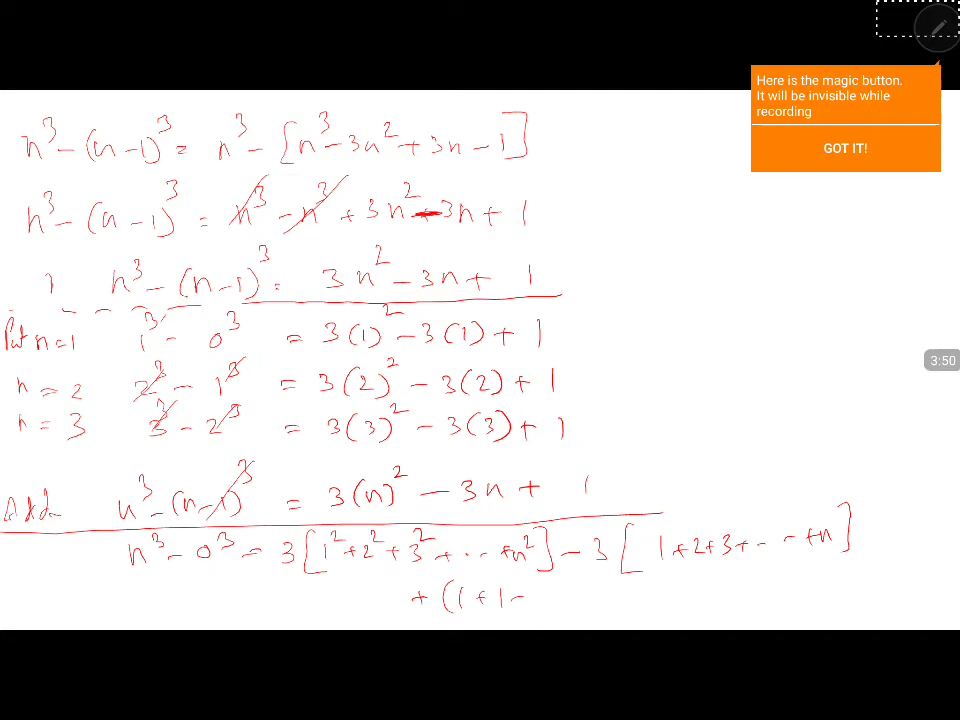 Here is the magic button.
It will be invisible while
recording
GOT IT!
n³ - (n-1)³ = n³ - [n³ - 3n² + 3n - 1]
n³ - (n-1)³ = n³ - n³ + 3n² - 3n + 1
n³ - (n-1)³ = 3n² - 3n + 1
Put n=1 1³ - 0³ = 3(1)² - 3(1) + 1
n = 2 2³ - 1³ = 3(2)² - 3(2) + 1
3:50
n = 3 3³ - 2³ = 3(3)² - 3(3) + 1
Add n³ - (n-1)³ = 3(n)² - 3n + 1
n³ - 0³ = 3[1² + 2² + 3² + ... + n²] - 3[1+2+3+ ... +n]
+ (1 + 1 -